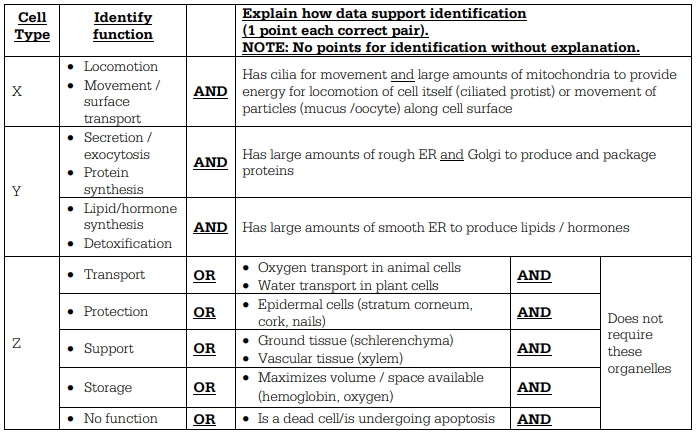 Cell Type
Identify function
Explain how data support identification
(1 point each correct pair).
NOTE: No points for identification without explanation.
X
• Locomotion
• Movement / surface transport
AND
Has cilia for movement and large amounts of mitochondria to provide
energy for locomotion of cell itself (ciliated protist) or movement of
particles (mucus /oocyte) along cell surface
Y
• Secretion / exocytosis
• Protein synthesis
AND
Has large amounts of rough ER and Golgi to produce and package
proteins
• Lipid/hormone synthesis
• Detoxification
AND
Has large amounts of smooth ER to produce lipids / hormones
Z
• Transport
OR
• Oxygen transport in animal cells
• Water transport in plant cells
AND
• Protection
OR
• Epidermal cells (stratum corneum,
cork, nails)
AND
• Support
OR
• Ground tissue (schlerenchyma)
• Vascular tissue (xylem)
AND
• Storage
OR
• Maximizes volume / space available
(hemoglobin, oxygen)
AND
• No function
OR
• Is a dead cell/is undergoing apoptosis
AND
Does not
require
these
organelles